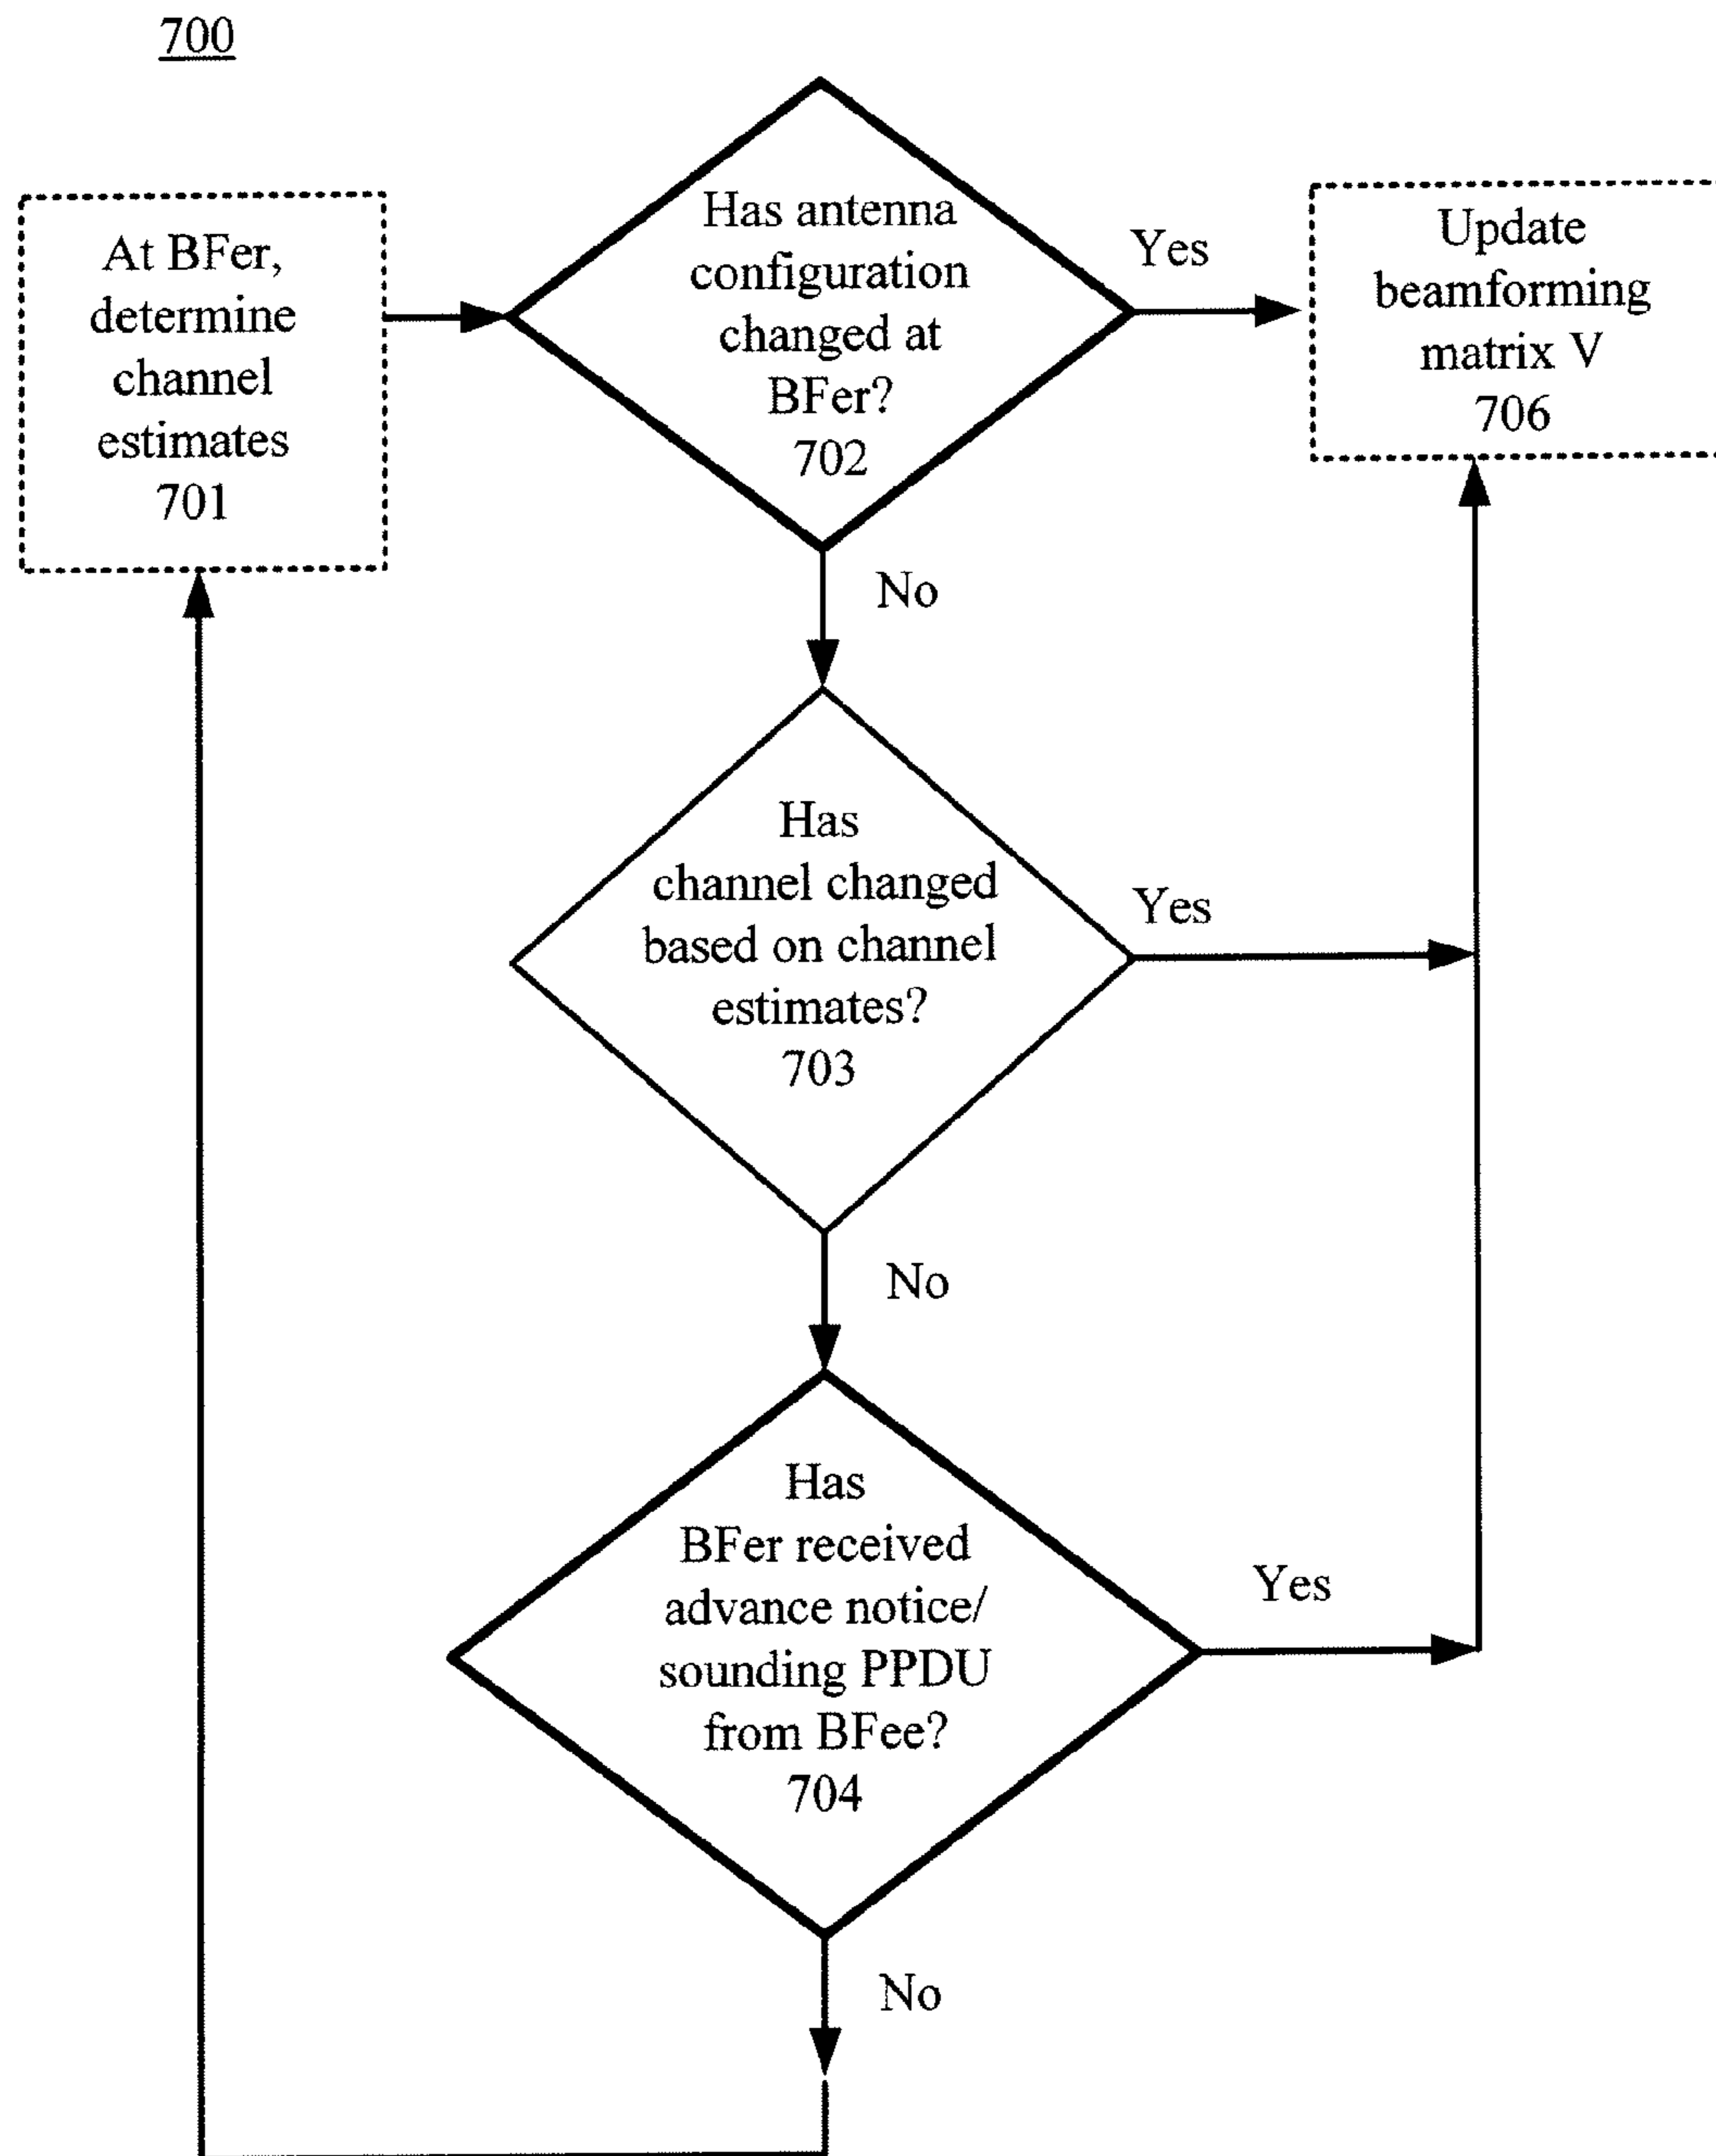 700
At BFer,
determine
channel
estimates
701
Has antenna
configuration
changed at
BFer?
702
Yes
Update
beamforming
matrix V
706
No
Has
channel changed
based on channel
estimates?
703
Yes
No
Has
BFer received
advance notice/
sounding PPDU
from BFee?
704
Yes
No